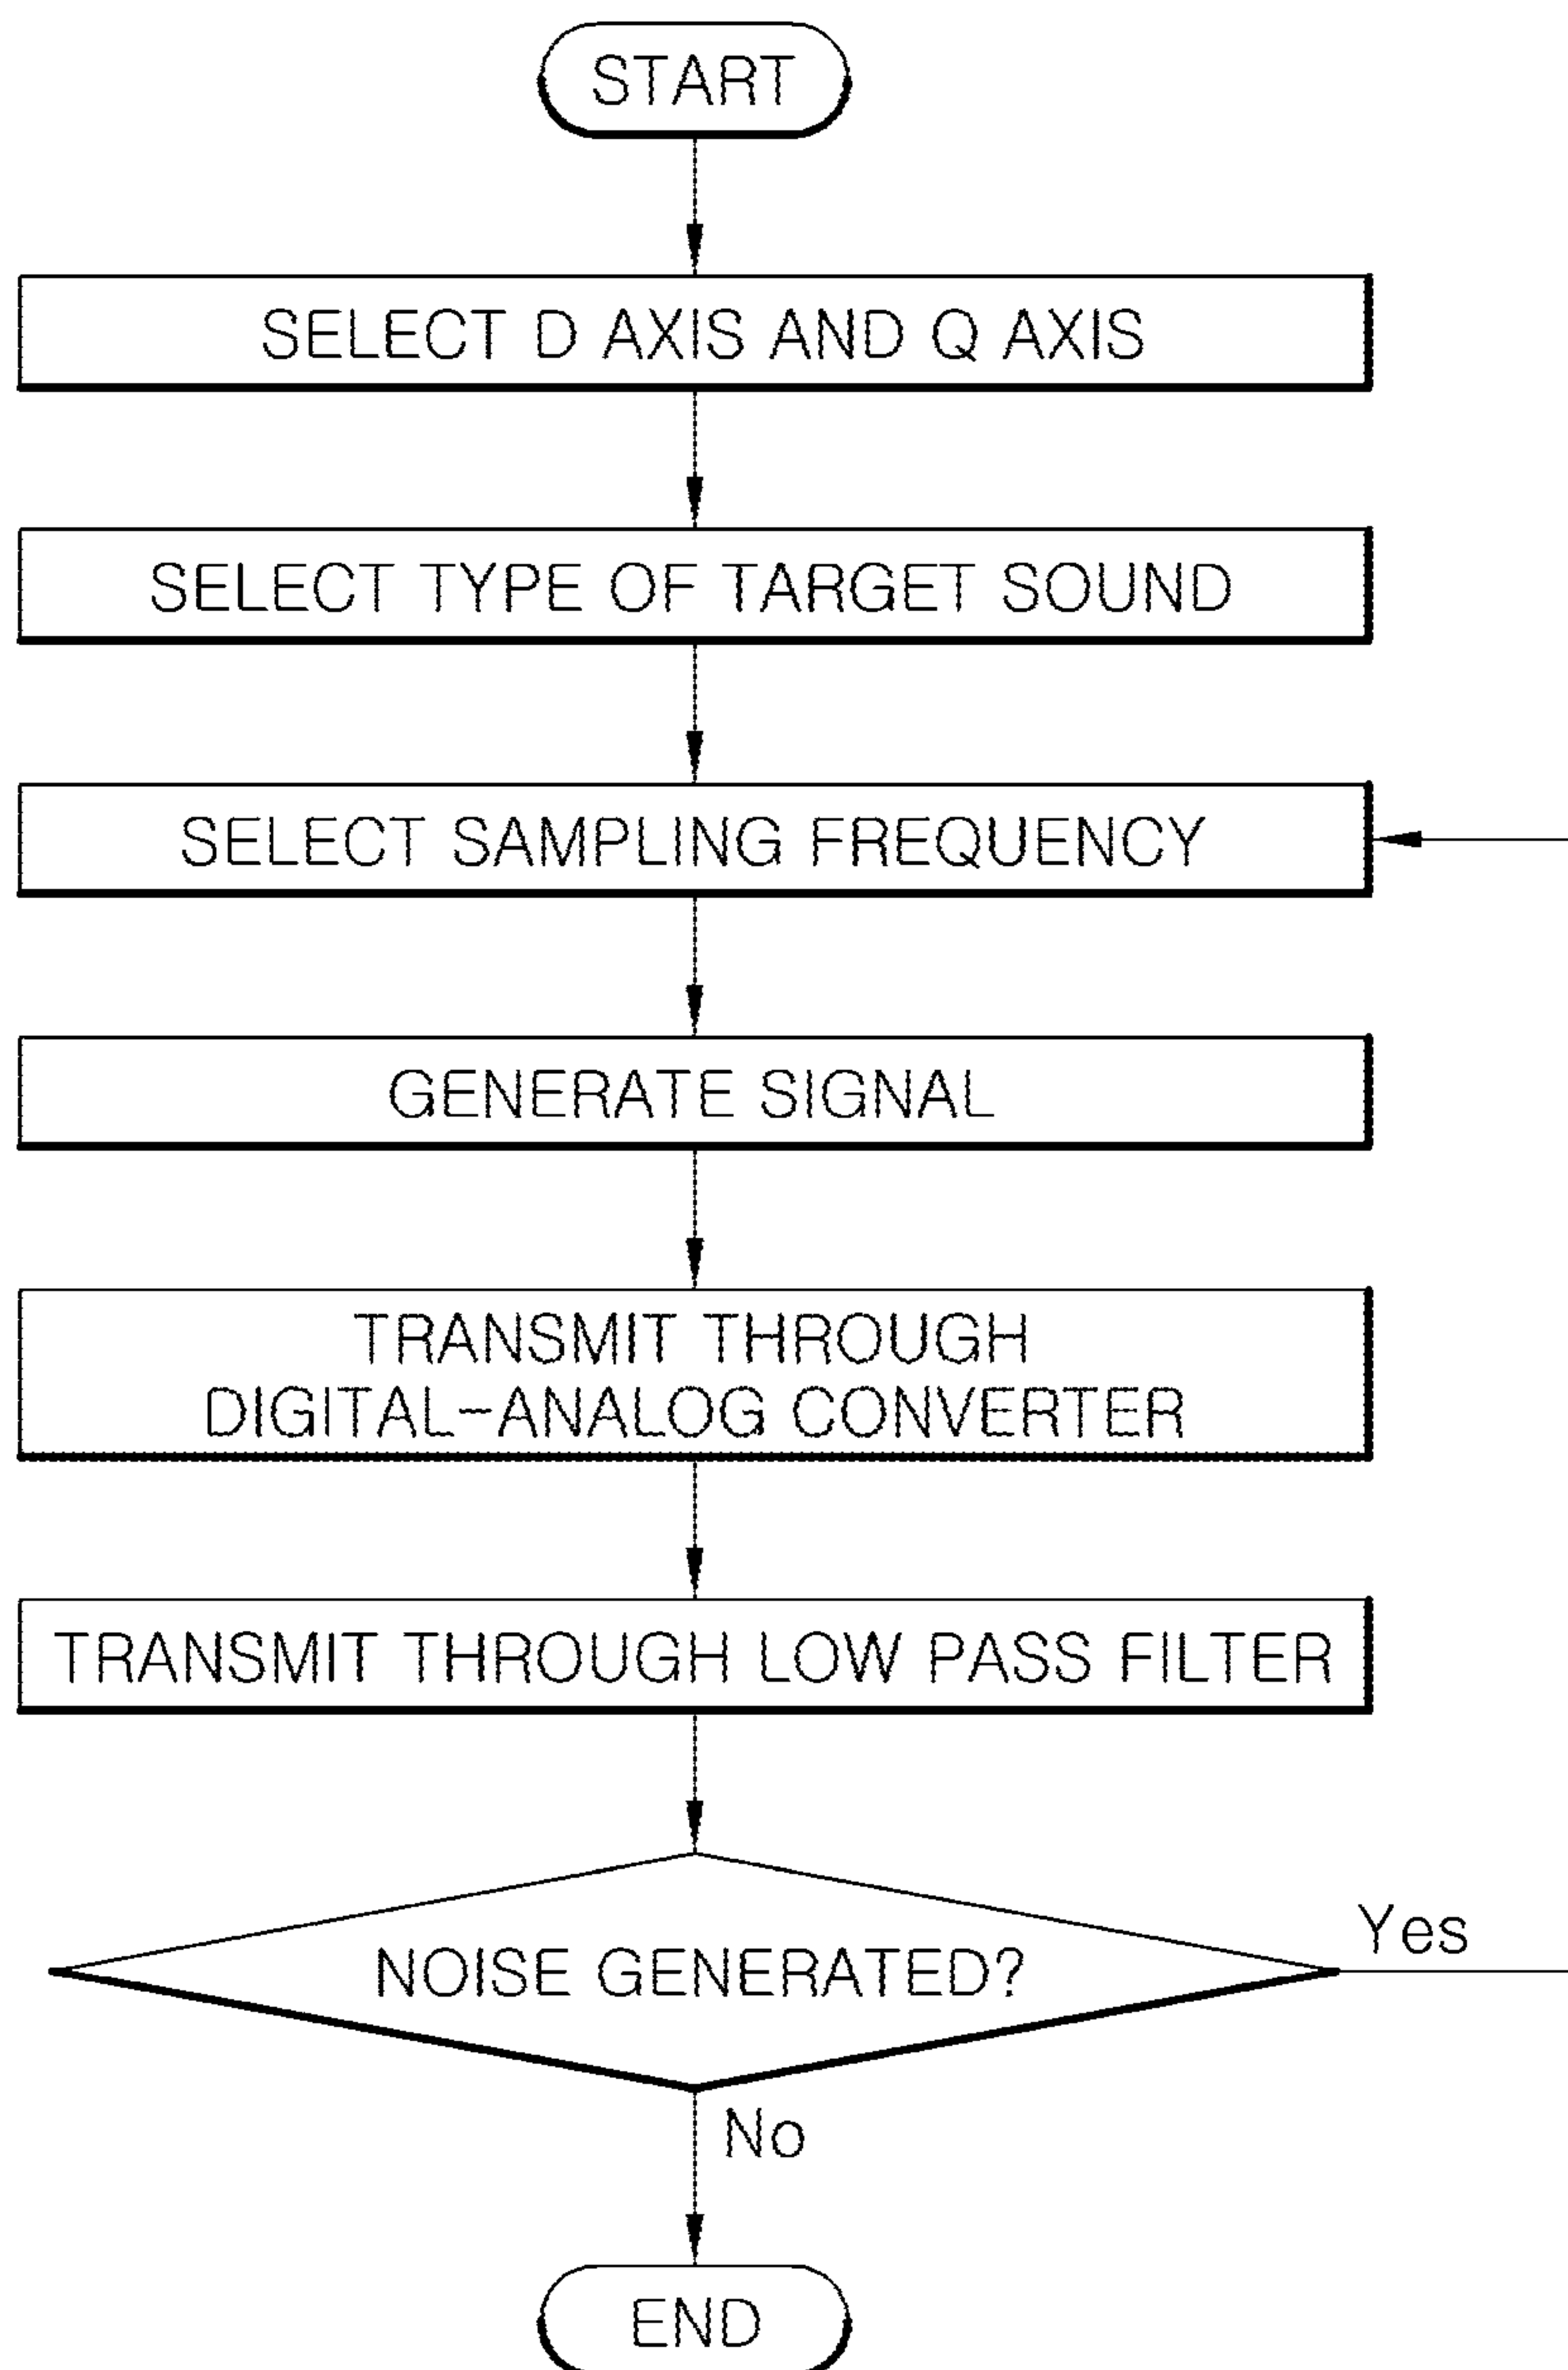 START
SELECT D AXIS AND Q AXIS
SELECT TYPE OF TARGET SOUND
SELECT SAMPLING FREQUENCY
GENERATE SIGNAL
TRANSMIT THROUGH
DIGITAL-ANALOG CONVERTER
TRANSMIT THROUGH LOW PASS FILTER
NOISE GENERATED?
Yes
No
END